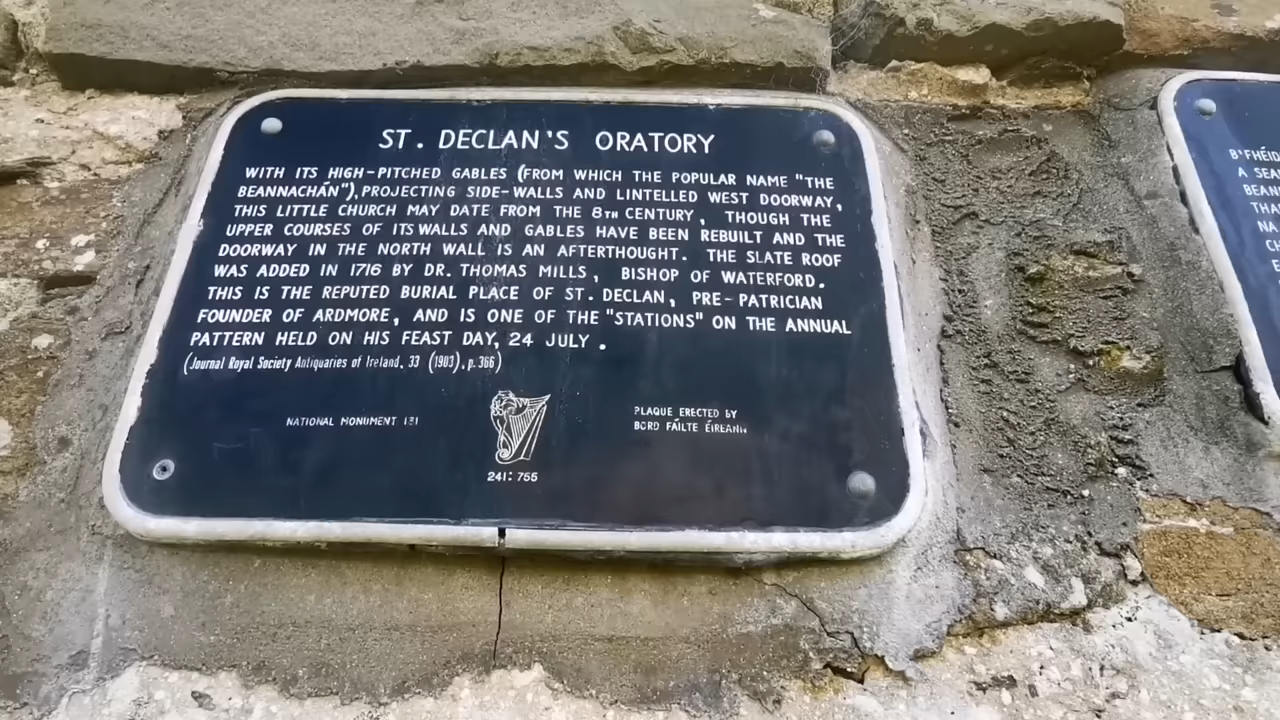 ST. DECLAN'S ORATORY
WITH ITS HIGH-PITCHED GABLES (FROM WHICH THE POPULAR NAME "THE
BEANNACHÁN"), PROJECTING SIDE-WALLS AND LINTELLED WEST DOORWAY,
THIS LITTLE CHURCH MAY DATE FROM THE 8TH CENTURY, THOUGH THE
UPPER COURSES OF ITS WALLS AND GABLES HAVE BEEN REBUILT AND THE
DOORWAY IN THE NORTH WALL IS AN AFTERTHOUGHT. THE SLATE ROOF
WAS ADDED IN 1716 BY DR. THOMAS MILLS, BISHOP OF WATERFORD.
THIS IS THE REPUTED BURIAL PLACE OF ST. DECLAN, PRE-PATRICIAN
FOUNDER OF ARDMORE, AND IS ONE OF THE "STATIONS" ON THE ANNUAL
PATTERN HELD ON HIS FEAST DAY, 24 JULY.
(Journal Royal Society Antiquaries of Ireland, 33 (1903), p. 366)
NATIONAL MONUMENT 131
PLAQUE ERECTED BY
BORD FÁILTE ÉIREANN
241: 755
B'FHÉID
A SEA
BEAN
THA
NA